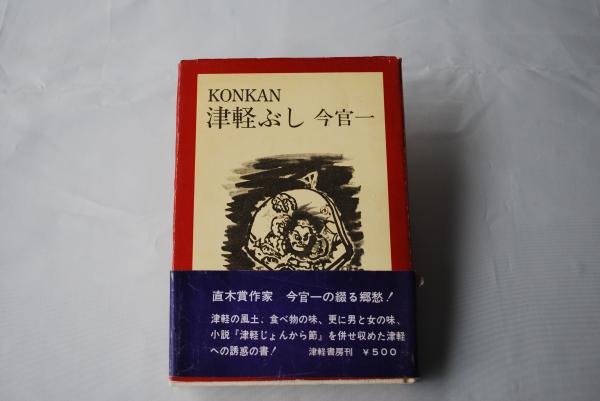 KONKAN
津軽ぶし 今官一
直木賞作家 今官一の綴る郷愁!
津軽の風土、食べ物の味、更に男と女の味、
小説『津軽じょんから節』を併せ収めた津軽
への誘惑の書! 津軽書房刊 ¥500